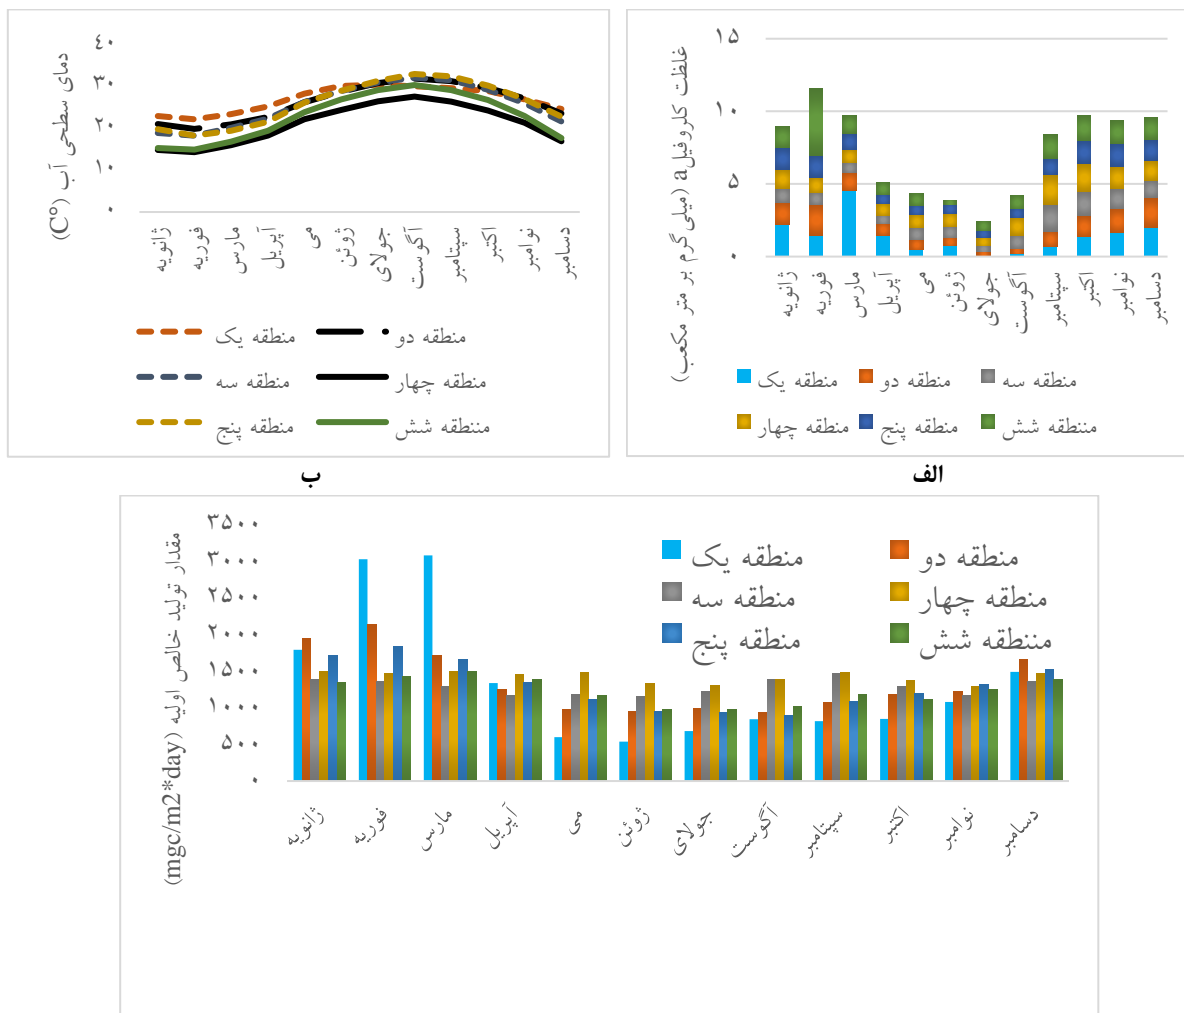 غلظت کلروفیل a (میلی گرم بر متر مکعب)
۱۵
۱۰
۵
۰
ژانویه
فوریه
مارس
آپریل
می
ژوئن
جولای
آگوست
سپتامبر
اکتبر
نوامبر
دسامبر
منطقه یک
منطقه دو
منطقه سه
منطقه چهار
منطقه پنج
مننطقه شش
الف
دمای سطحی آب (C°)
۴۰
۳۰
۲۰
۱۰
۰
ژانویه
فوریه
مارس
آپریل
می
ژوئن
جولای
آگوست
سپتامبر
اکتبر
نوامبر
دسامبر
منطقه یک
منطقه دو
منطقه سه
منطقه چهار
منطقه پنج
مننطقه شش
ب
مقدار تولید خالص اولیه (mgc/m2*day)
۳۵۰۰
۳۰۰۰
۲۵۰۰
۲۰۰۰
۱۵۰۰
۱۰۰۰
۵۰۰
۰
منطقه یک
منطقه دو
منطقه سه
منطقه چهار
منطقه پنج
مننطقه شش
ژانویه
فوریه
مارس
آپریل
می
ژوئن
جولای
آگوست
سپتامبر
اکتبر
نوامبر
دسامبر